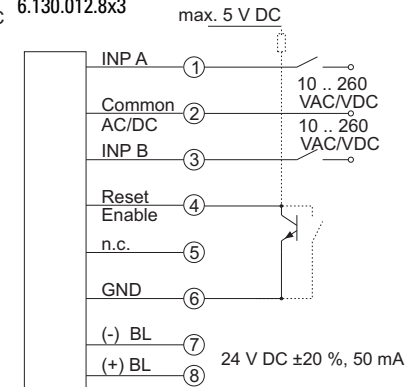 C 6.130.012.8x3
max. 5 V DC
INP A
1
10 .. 260
VAC/VDC
Common
AC/DC
2
10 .. 260
VAC/VDC
INP B
3
Reset
Enable
4
n.c.
5
GND
6
(-) BL
7
24 V DC ±20 %, 50 mA
(+) BL
8